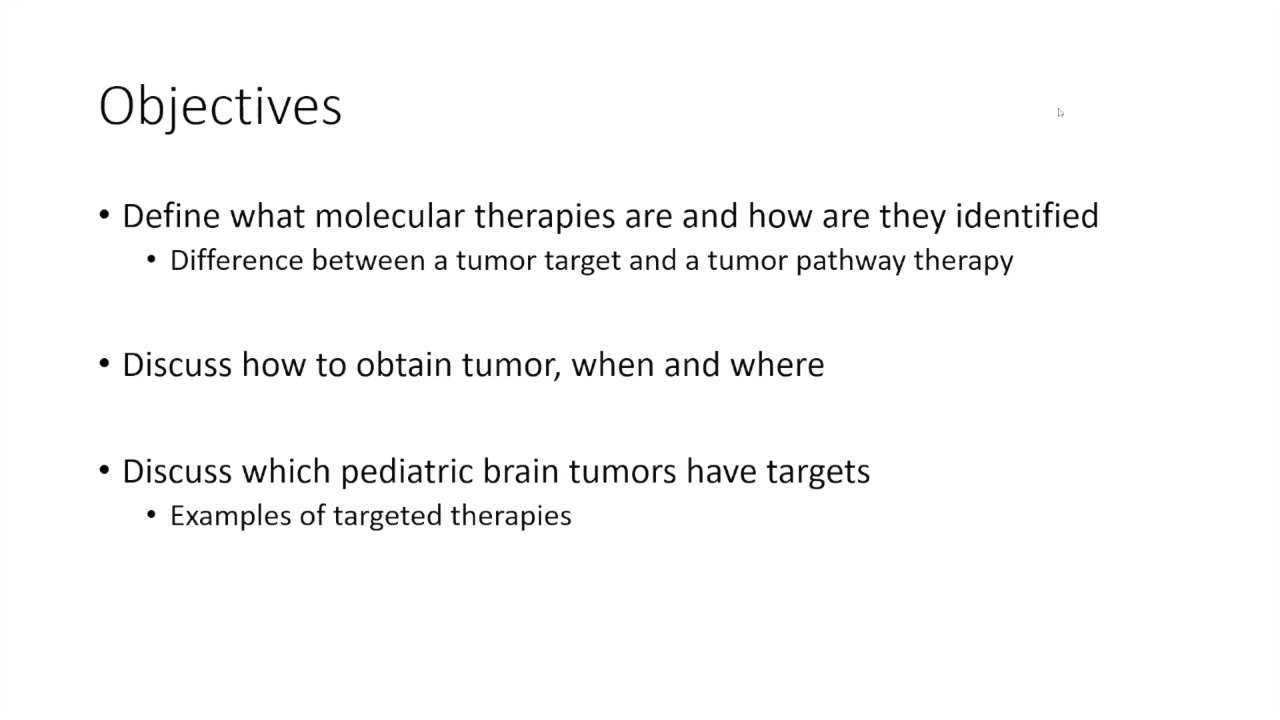 Objectives
• Define what molecular therapies are and how are they identified
• Difference between a tumor target and a tumor pathway therapy
• Discuss how to obtain tumor, when and where
• Discuss which pediatric brain tumors have targets
• Examples of targeted therapies